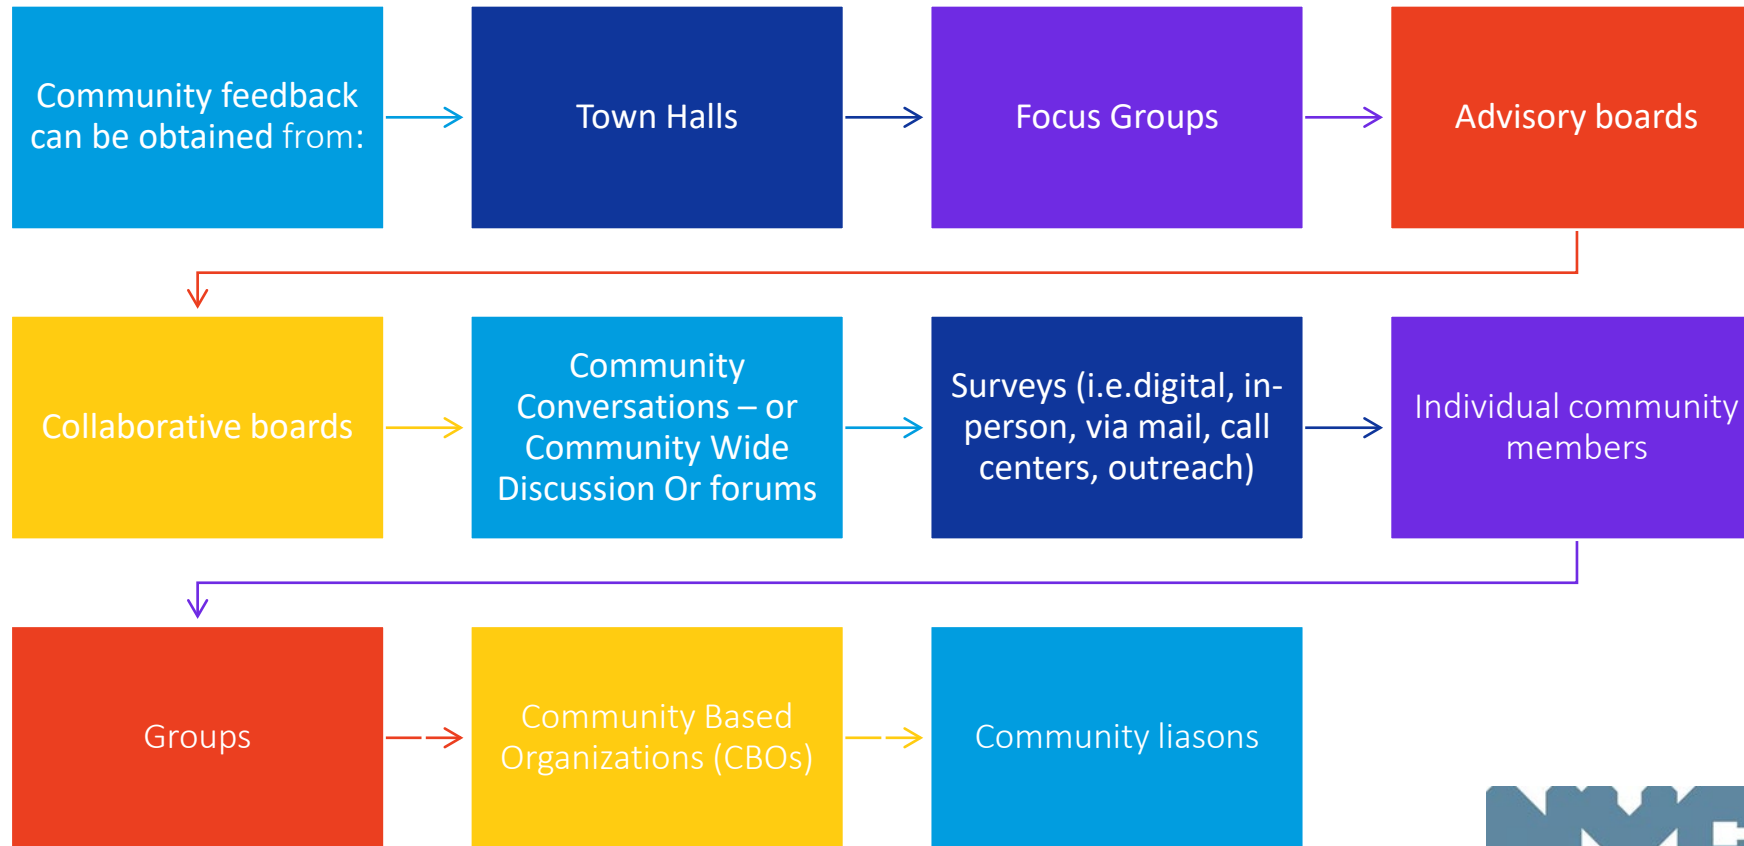 Community feedback
can be obtained from:
Town Halls
Focus Groups
Advisory boards
Collaborative boards
Community
Conversations – or
Community Wide
Discussion Or forums
Surveys (i.e.digital, in-
person, via mail, call
centers, outreach)
Individual community
members
Groups
Community Based
Organizations (CBOs)
Community liasons
NYC